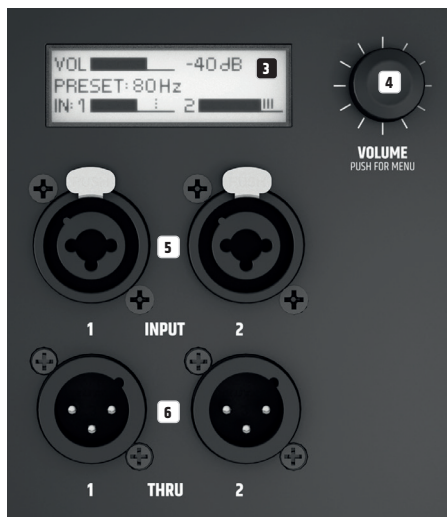 VOL -40dB 3
PRESET: 80Hz
IN: 1 2
4
VOLUME
PUSH FOR MENU
5
1 INPUT 2
6
1 THRU 2